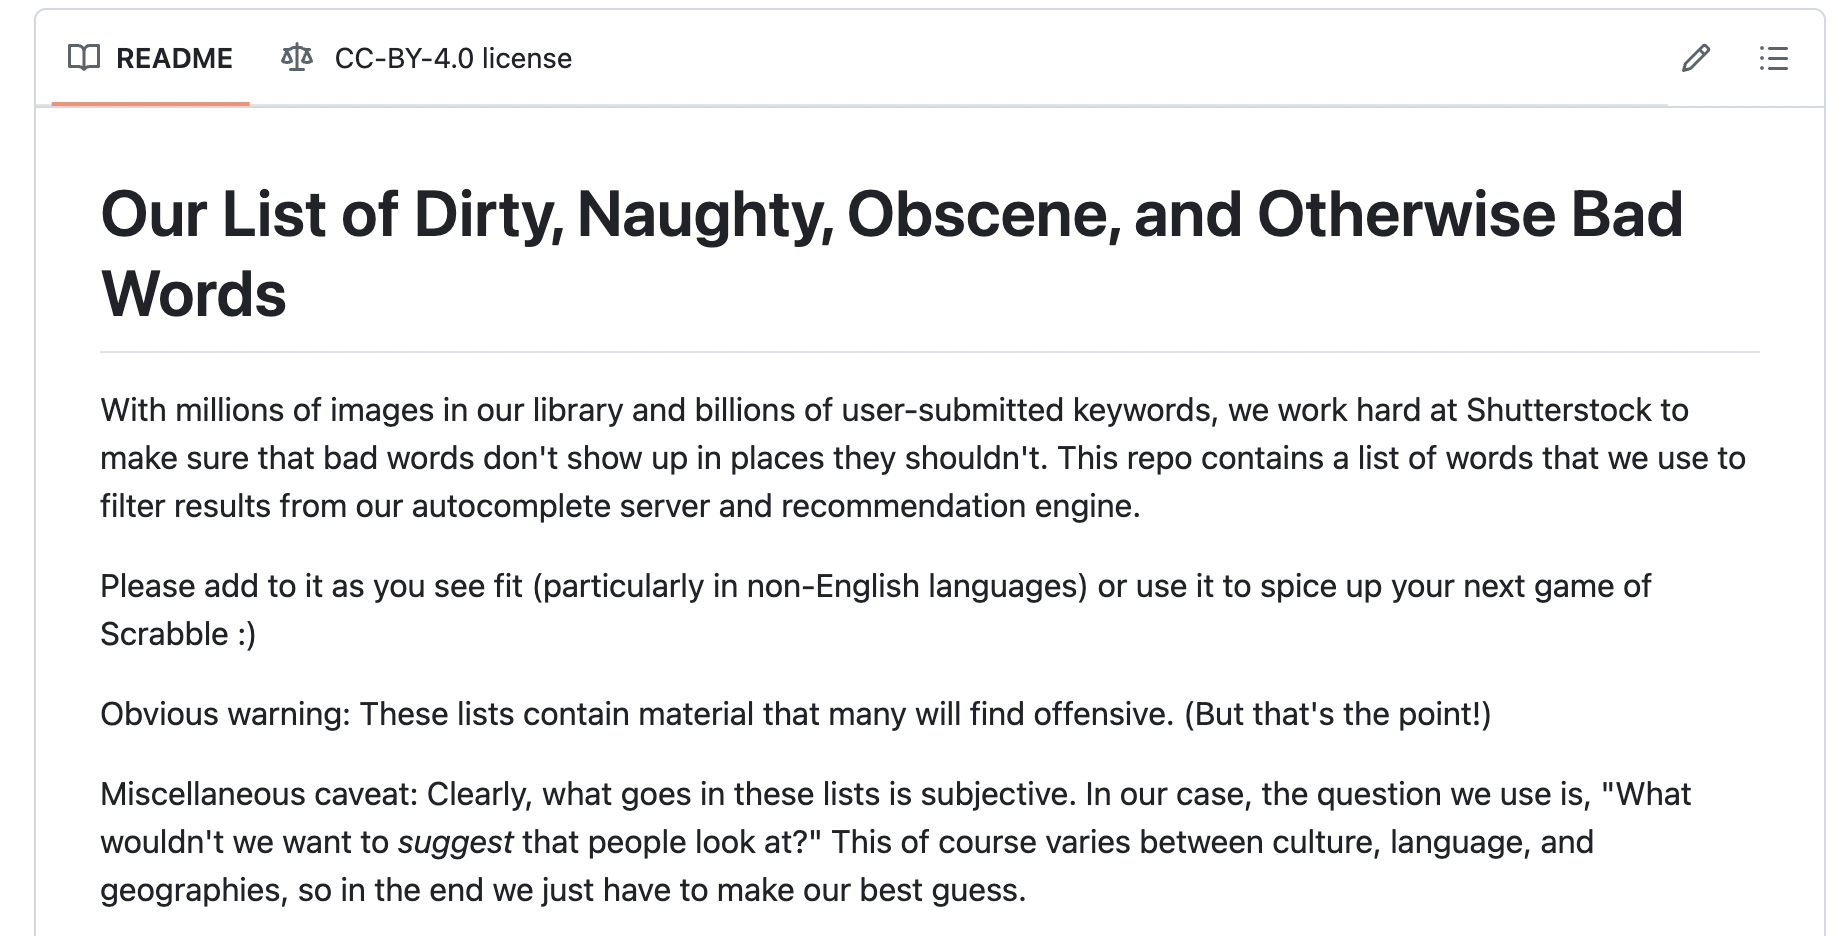 README
CC-BY-4.0 license
Our List of Dirty, Naughty, Obscene, and Otherwise Bad
Words
With millions of images in our library and billions of user-submitted keywords, we work hard at Shutterstock to
make sure that bad words don't show up in places they shouldn't. This repo contains a list of words that we use to
filter results from our autocomplete server and recommendation engine.
Please add to it as you see fit (particularly in non-English languages) or use it to spice up your next game of
Scrabble :)
Obvious warning: These lists contain material that many will find offensive. (But that's the point!)
Miscellaneous caveat: Clearly, what goes in these lists is subjective. In our case, the question we use is, "What
wouldn't we want to suggest that people look at?" This of course varies between culture, language, and
geographies, so in the end we just have to make our best guess.